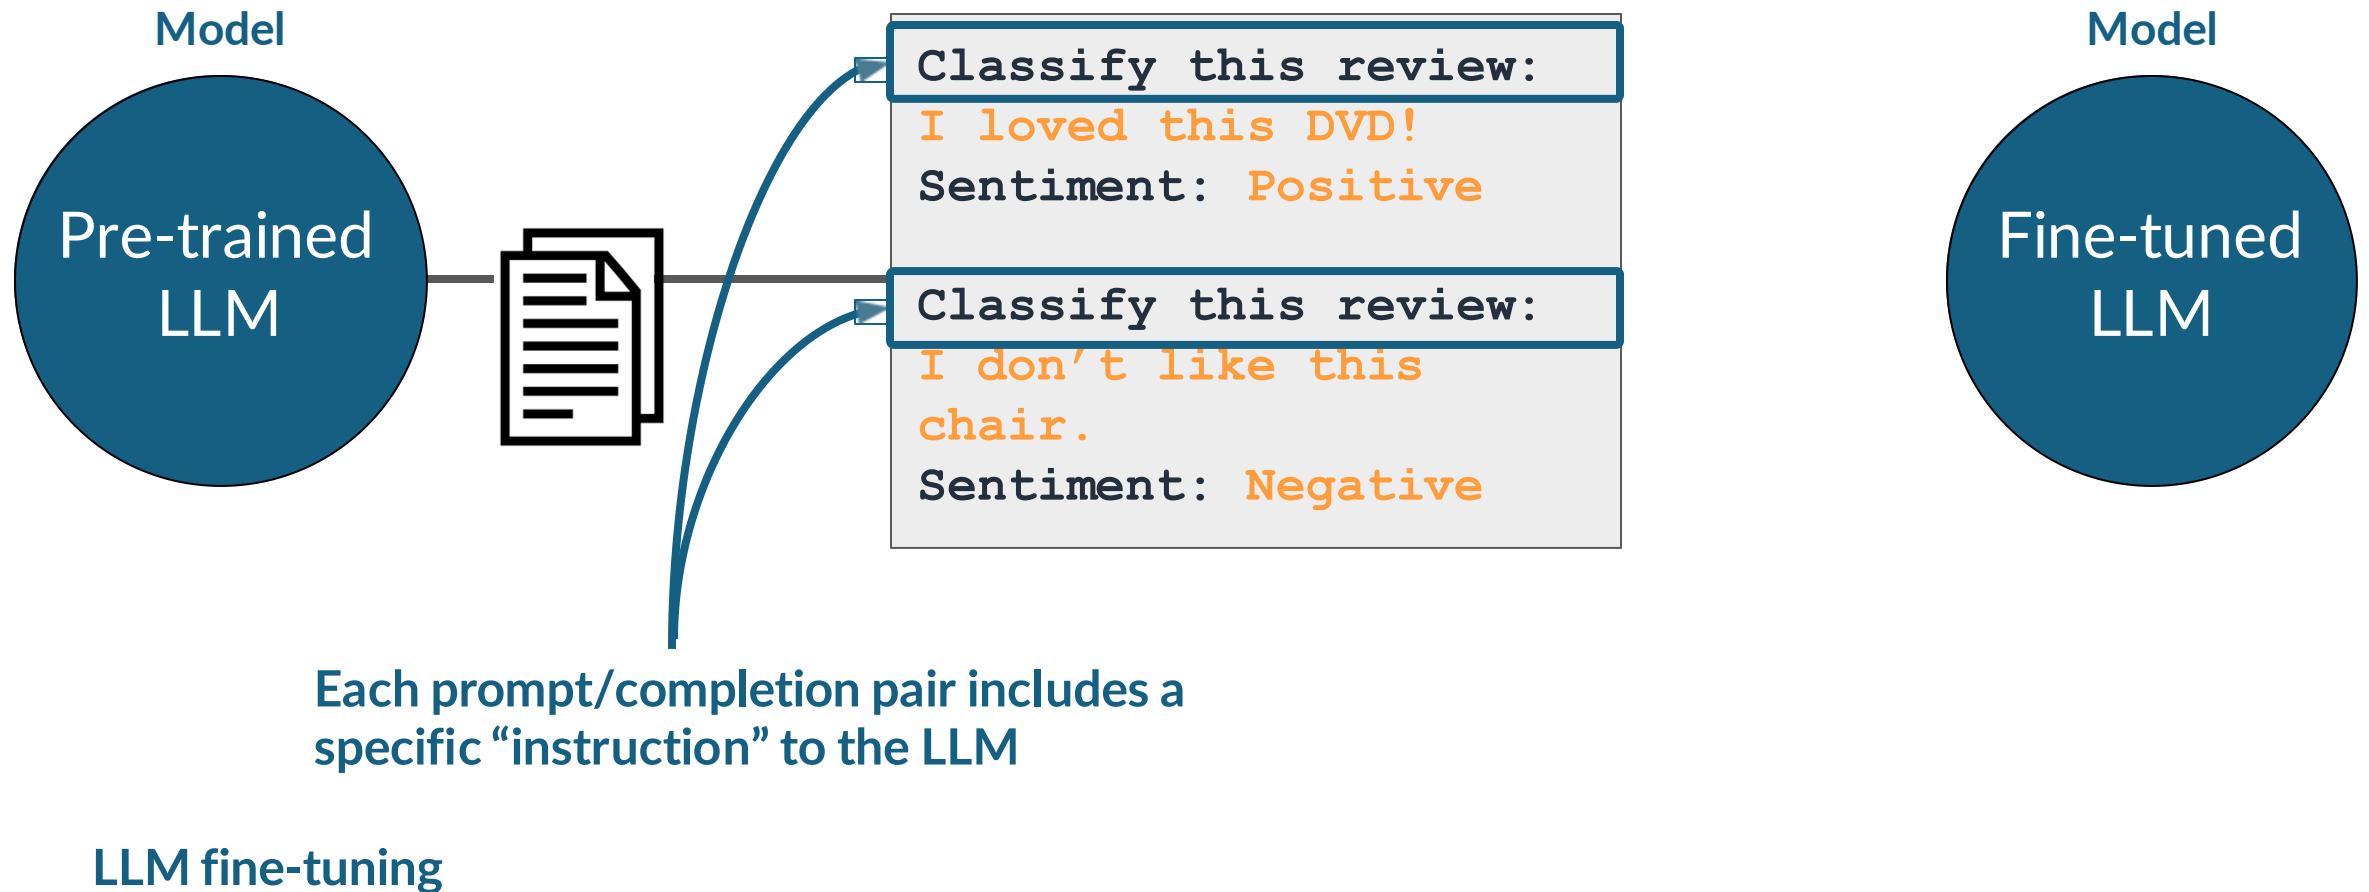 Model
Pre-trained
LLM
Classify this review:
I loved this DVD!
Sentiment: Positive
Classify this review:
I don't like this
chair.
Sentiment: Negative
Model
Fine-tuned
LLM
Each prompt/completion pair includes a
specific “instruction” to the LLM
LLM fine-tuning